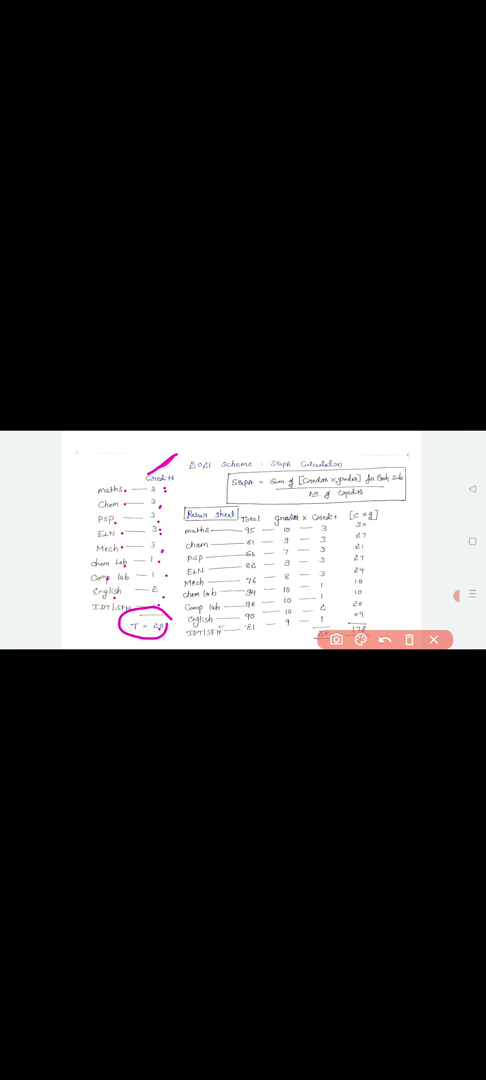 2021 Scheme : SGPA Calculation
Credits
maths — 3
Chem — 3
PSP — 3
ELN — 3
Mech — 3
chem lab — 1
Comp lab — 1
English — 2
IDT/SFH
T = 20
SGPA = Sum of [Credits × grades] for Each Sub
No. of Credits
Result Sheet Total grades × Credit [C × g]
maths — 95 — 10 — 3 30
chem — 81 — 9 — 3 27
PSP — 66 — 7 — 3 21
ELN — 88 — 9 — 3 27
Mech — 76 — 8 — 3 24
chem lab — 94 — 10 — 1 10
Comp lab — 98 — 10 — 1 10
English — 90 — 10 — 2 20
IDT/SFH — 81 — 9 — 1 09
178